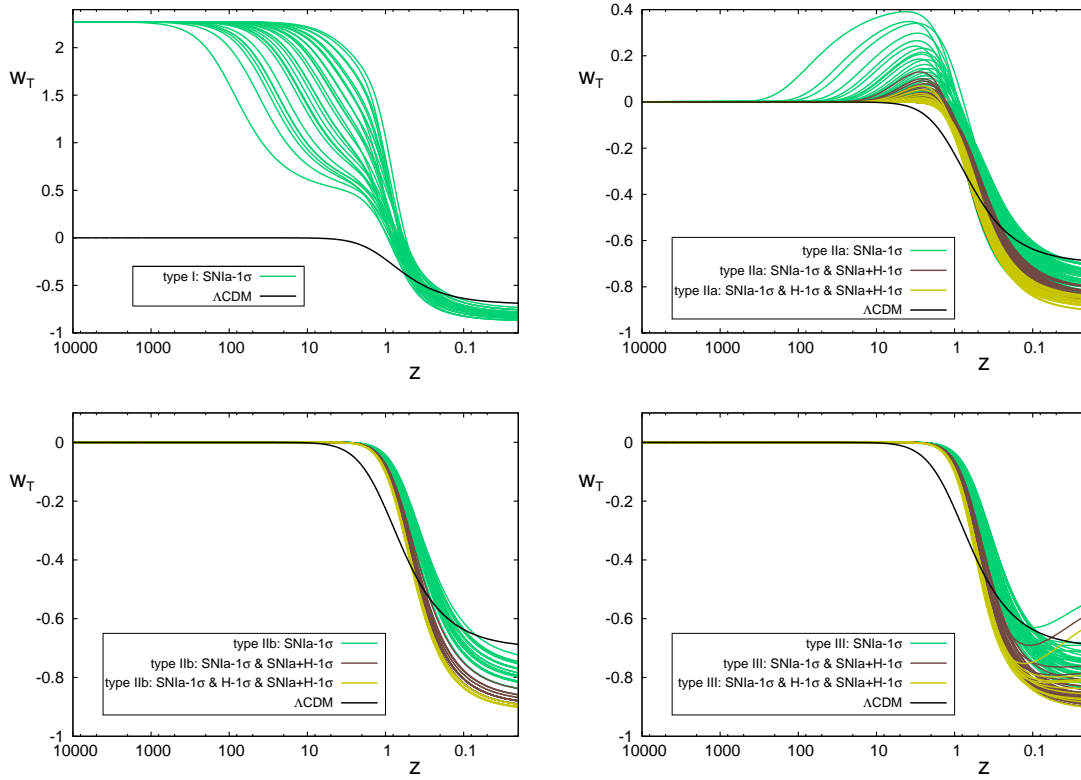 2
1.5
1
0.5
0
-0.5
-1
w_T
type I: SNIa-1σ
ΛCDM
10000 1000 100 10 1 0.1
z
0.4
0.2
0
-0.2
-0.4
-0.6
-0.8
-1
w_T
type IIa: SNIa-1σ
type IIa: SNIa-1σ & SNIa+H-1σ
type IIa: SNIa-1σ & H-1σ & SNIa+H-1σ
ΛCDM
10000 1000 100 10 1 0.1
z
0
-0.2
-0.4
-0.6
-0.8
-1
w_T
type IIb: SNIa-1σ
type IIb: SNIa-1σ & SNIa+H-1σ
type IIb: SNIa-1σ & H-1σ & SNIa+H-1σ
ΛCDM
10000 1000 100 10 1 0.1
z
0
-0.2
-0.4
-0.6
-0.8
-1
w_T
type III: SNIa-1σ
type III: SNIa-1σ & SNIa+H-1σ
type III: SNIa-1σ & H-1σ & SNIa+H-1σ
ΛCDM
10000 1000 100 10 1 0.1
z